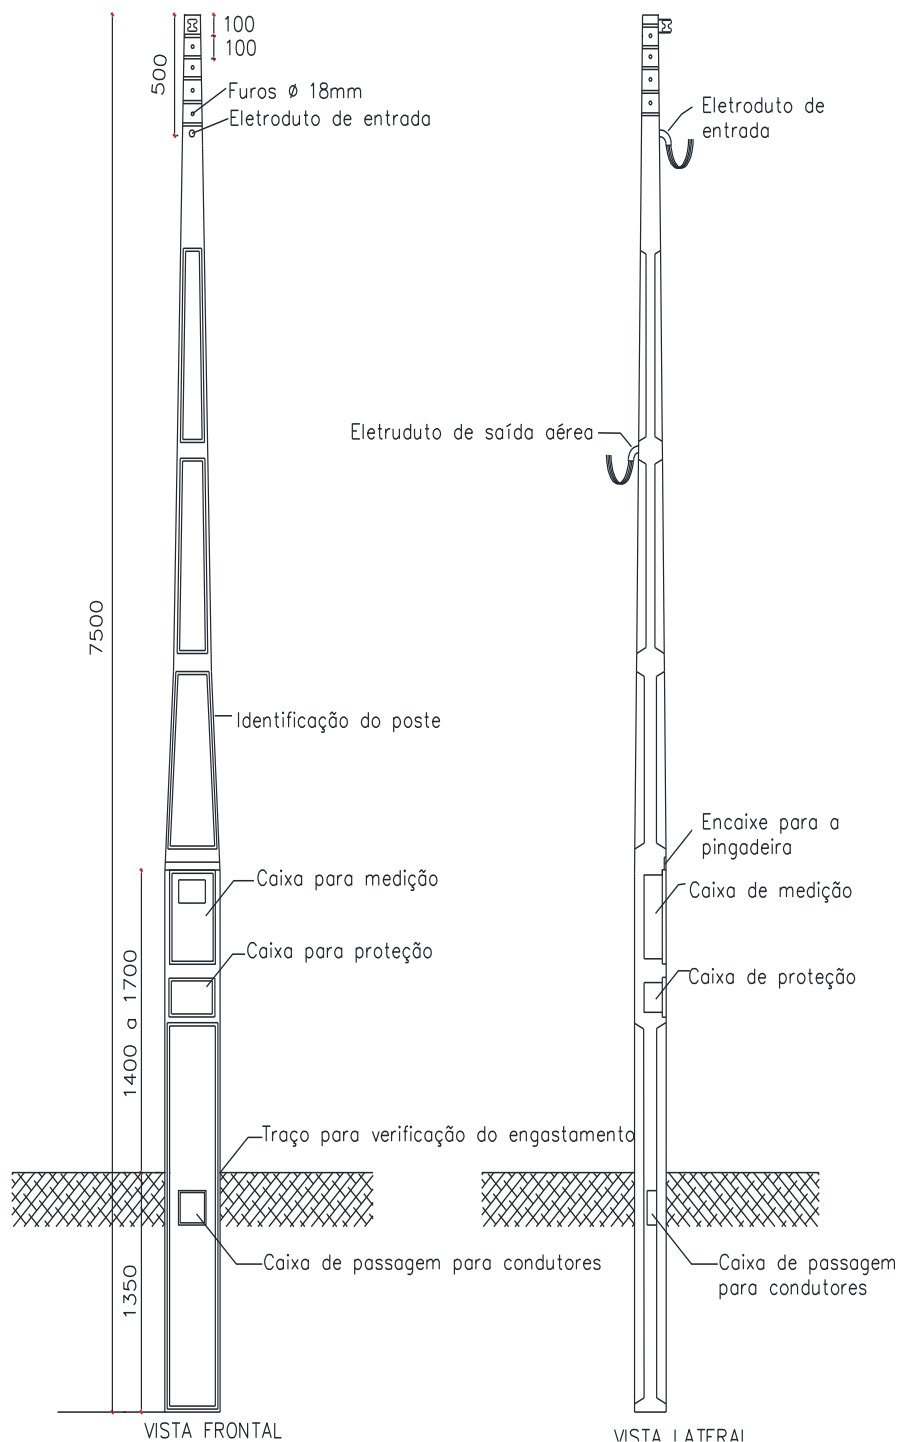 100
100
500
Furos Ø 18mm
Eletroduto de entrada
Eletroduto de
entrada
Eletruduto de saída aérea
7500
Identificação do poste
Encaixe para a
pingadeira
Caixa para medição
Caixa de medição
Caixa para proteção
Caixa de proteção
1400 a 1700
Traço para verificação do engastamento
Caixa de passagem para condutores
Caixa de passagem
para condutores
1350
VISTA FRONTAL
VISTA LATERAL